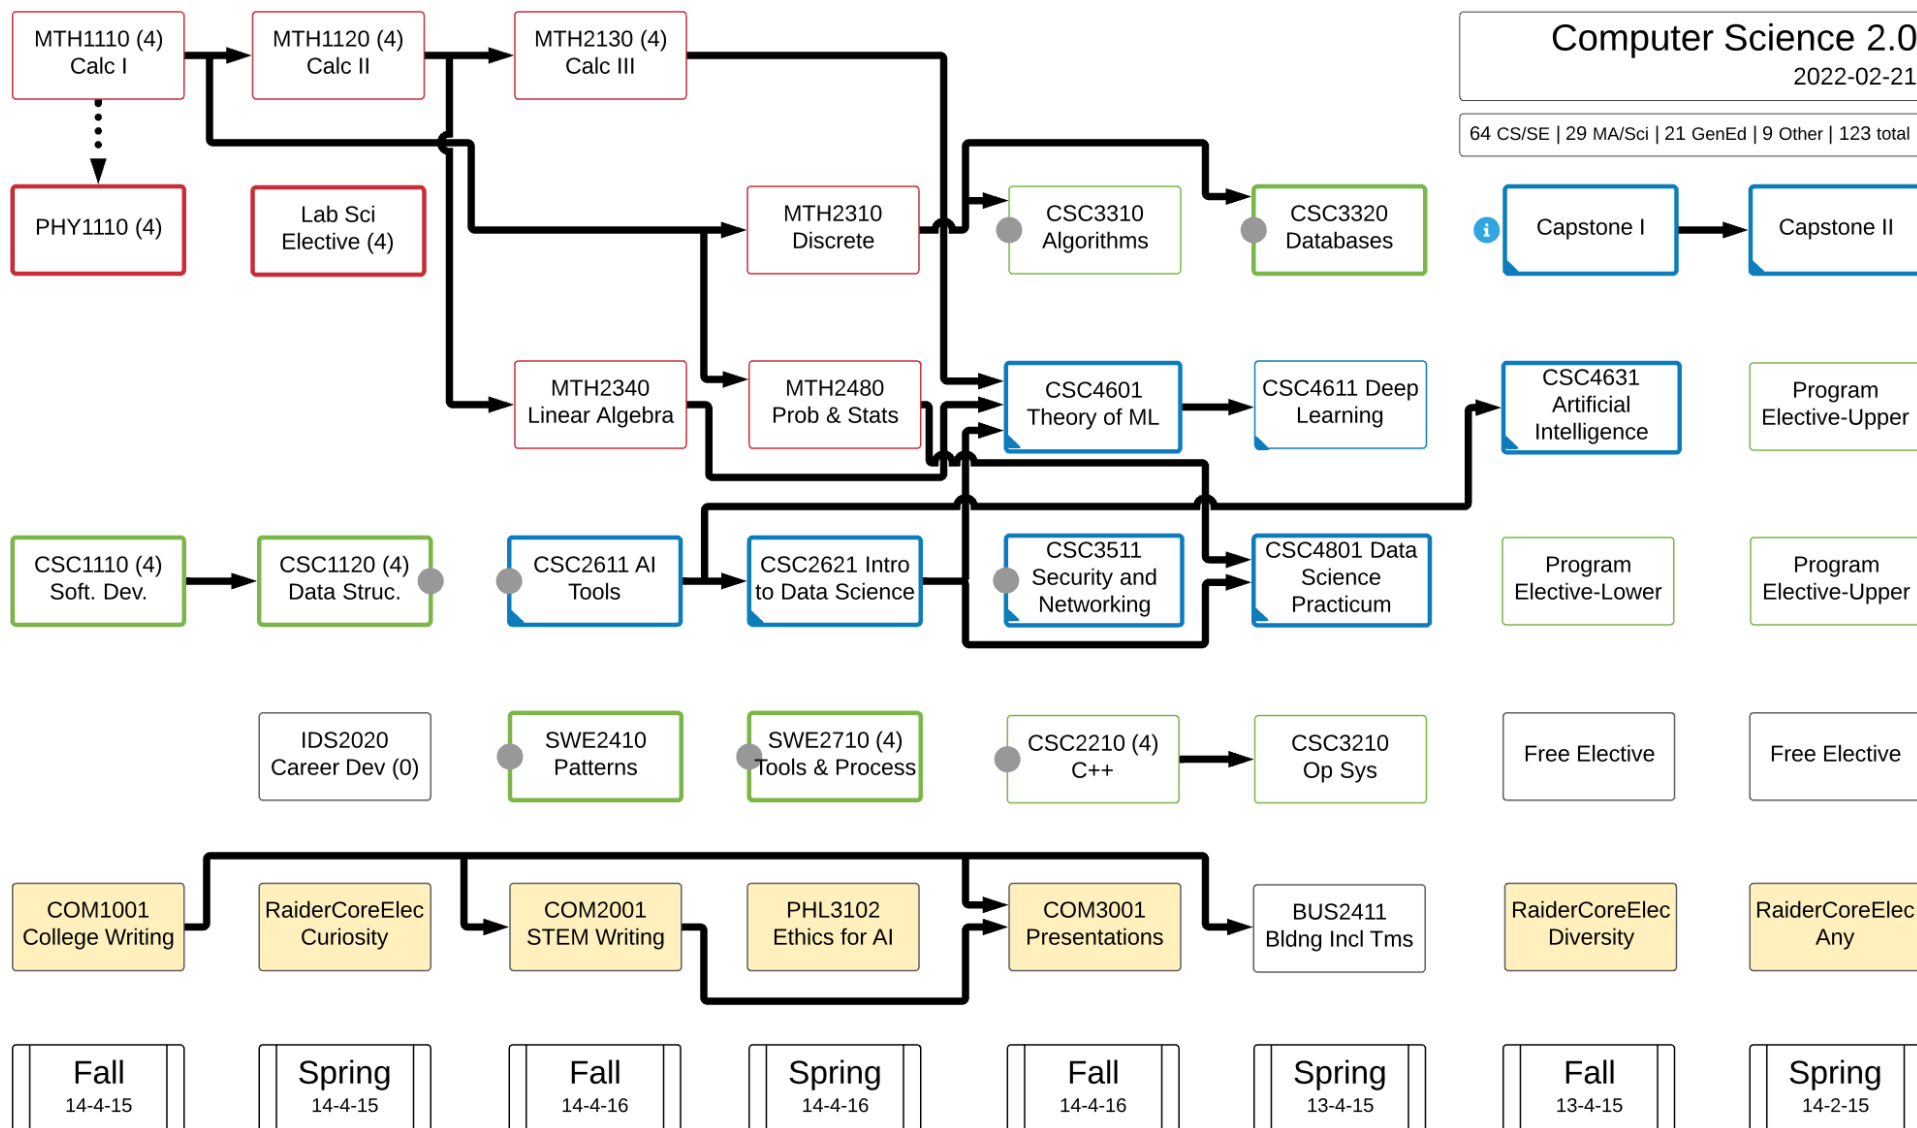 MTH1110 (4)
Calc I
MTH1120 (4)
Calc II
MTH2130 (4)
Calc III
Computer Science 2.0
2022-02-21
64 CS/SE | 29 MA/Sci | 21 GenEd | 9 Other | 123 total
PHY1110 (4)
Lab Sci
Elective (4)
MTH2310
Discrete
CSC3310
Algorithms
CSC3320
Databases
i
Capstone I
Capstone II
MTH2340
Linear Algebra
MTH2480
Prob & Stats
CSC4601
Theory of ML
CSC4611 Deep
Learning
CSC4631
Artificial
Intelligence
Program
Elective-Upper
CSC1110 (4)
Soft. Dev.
CSC1120 (4)
Data Struc.
CSC2611 AI
Tools
CSC2621 Intro
to Data Science
CSC3511
Security and
Networking
CSC4801 Data
Science
Practicum
Program
Elective-Lower
Program
Elective-Upper
IDS2020
Career Dev (0)
SWE2410
Patterns
SWE2710 (4)
Tools & Process
CSC2210 (4)
C++
CSC3210
Op Sys
Free Elective
Free Elective
COM1001
College Writing
RaiderCoreElec
Curiosity
COM2001
STEM Writing
PHL3102
Ethics for AI
COM3001
Presentations
BUS2411
Bldng Incl Tms
RaiderCoreElec
Diversity
RaiderCoreElec
Any
Fall
14-4-15
Spring
14-4-15
Fall
14-4-16
Spring
14-4-16
Fall
14-4-16
Spring
13-4-15
Fall
13-4-15
Spring
14-2-15